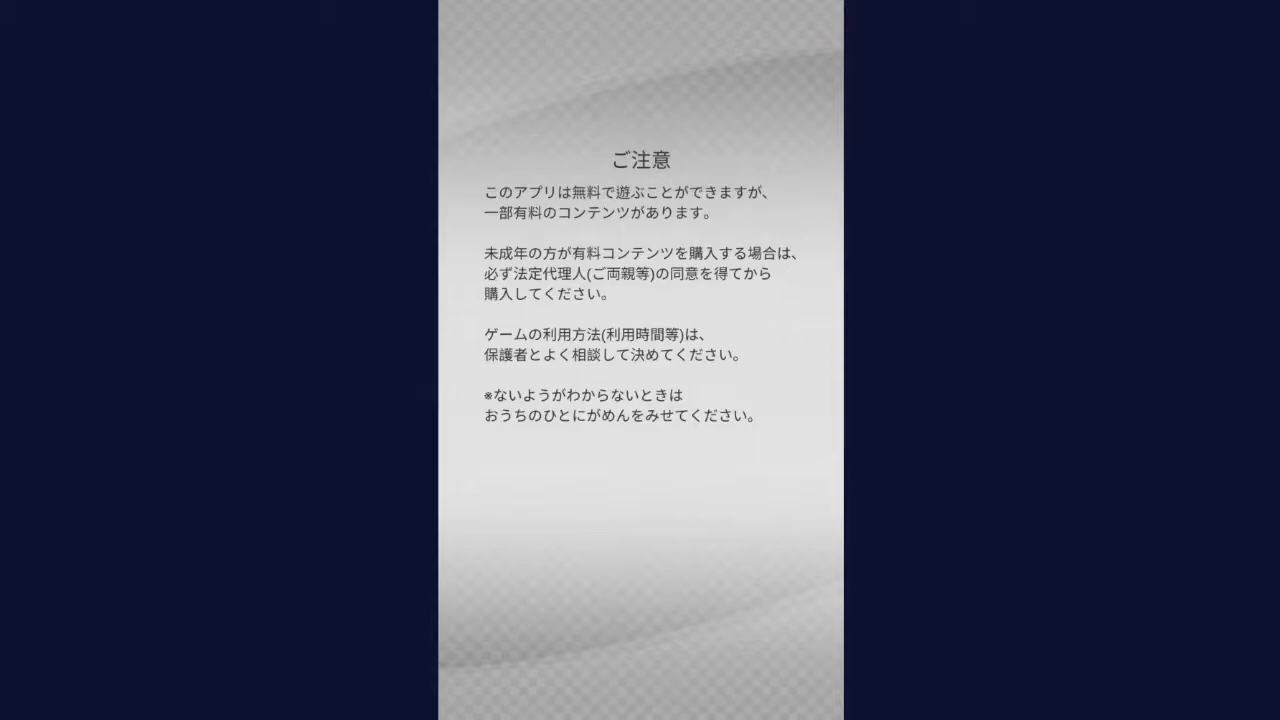 ご注意
このアプリは無料で遊ぶことができますが、
一部有料のコンテンツがあります。
未成年の方が有料コンテンツを購入する場合は、
必ず法定代理人(ご両親等)の同意を得てから
購入してください。
ゲームの利用方法(利用時間等)は、
保護者とよく相談して決めてください。
※ないようがわからないときは
おうちのひとにがめんをみせてください。